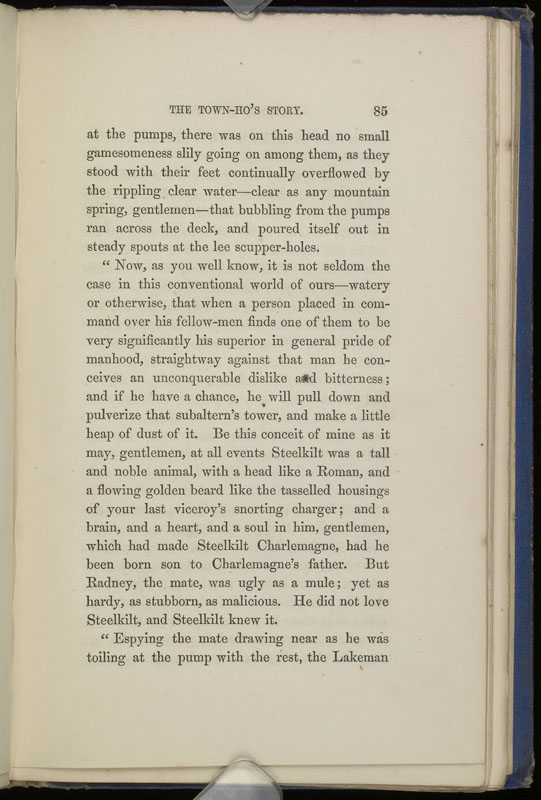 THE TOWN-HO'S STORY. 85
at the pumps, there was on this head no small
gamesomeness slily going on among them, as they
stood with their feet continually overflowed by
the rippling clear water—clear as any mountain
spring, gentlemen—that bubbling from the pumps
ran across the deck, and poured itself out in
steady spouts at the lee scupper-holes.
“ Now, as you well know, it is not seldom the
case in this conventional world of ours—watery
or otherwise, that when a person placed in com-
mand over his fellow-men finds one of them to be
very significantly his superior in general pride of
manhood, straightway against that man he con-
ceives an unconquerable dislike and bitterness;
and if he have a chance, he will pull down and
pulverize that subaltern's tower, and make a little
heap of dust of it. Be this conceit of mine as it
may, gentlemen, at all events Steelkilt was a tall
and noble animal, with a head like a Roman, and
a flowing golden beard like the tasselled housings
of your last viceroy's snorting charger; and a
brain, and a heart, and a soul in him, gentlemen,
which had made Steelkilt Charlemagne, had he
been born son to Charlemagne's father. But
Radney, the mate, was ugly as a mule; yet as
hardy, as stubborn, as malicious. He did not love
Steelkilt, and Steelkilt knew it.
“ Espying the mate drawing near as he was
toiling at the pump with the rest, the Lakeman